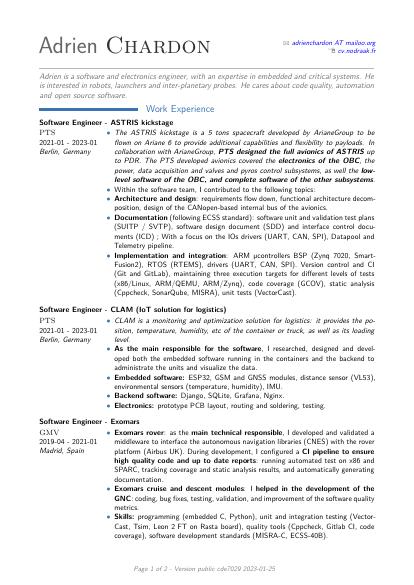 Adrien CHARDON
✉ adrienchardon AT mailoo.org
cv.nodraak.fr
Adrien is a software and electronics engineer, with an expertise in embedded and critical systems. He
is interested in robots, launchers and inter-planetary probes. He cares about code quality, automation
and open source software.
Work Experience
Software Engineer - ASTRIS kickstage
PTS
2021-01 - 2023-01
Berlin, Germany
• The ASTRIS kickstage is a 5 tons spacecraft developed by ArianeGroup to be
flown on Ariane 6 to provide additional capabilities and flexibility to payloads. In
collaboration with ArianeGroup, PTS designed the full avionics of ASTRIS up
to PDR. The PTS developed avionics covered the electronics of the OBC, the
power, data acquisition and valves and pyros control subsystems, as well the low-
level software of the OBC, and complete software of the other subsystems.
• Within the software team, I contributed to the following topics:
• Architecture and design: requirements flow down, functional architecture decom-
position, design of the CANopen-based internal bus of the avionics.
• Documentation (following ECSS standard): software unit and validation test plans
(SUITP / SVTP), software design document (SDD) and interface control docu-
ments (ICD) ; With a focus on the IOs drivers (UART, CAN, SPI), Datapool and
Telemetry pipeline.
• Implementation and integration: ARM µcontrollers BSP (Zynq 7020, Smart-
Fusion2), RTOS (RTEMS), drivers (UART, CAN, SPI). Version control and CI
(Git and GitLab), maintaining three execution targets for different levels of tests
(x86/Linux, ARM/QEMU, ARM/Zynq), code coverage (GCOV), static analysis
(Cppcheck, SonarQube, MISRA), unit tests (VectorCast).
Software Engineer - CLAM (IoT solution for logistics)
PTS
2021-01 - 2023-01
Berlin, Germany
• CLAM is a monitoring and optimization solution for logistics: it provides the po-
sition, temperature, humidity, etc of the container or truck, as well as its loading
level.
• As the main responsible for the software, I researched, designed and devel-
oped both the embedded software running in the containers and the backend to
administrate the units and visualize the data.
• Embedded software: ESP32, GSM and GNSS modules, distance sensor (VL53),
environmental sensors (temperature, humidity), IMU.
• Backend software: Django, SQLite, Grafana, Nginx.
• Electronics: prototype PCB layout, routing and soldering, testing.
Software Engineer - Exomars
GMV
2019-04 - 2021-01
Madrid, Spain
• Exomars rover: as the main technical responsible, I developed and validated a
middleware to interface the autonomous navigation libraries (CNES) with the rover
platform (Airbus UK). During development, I configured a CI pipeline to ensure
high quality code and up to date reports: running automated test on x86 and
SPARC, tracking coverage and static analysis results, and automatically generating
documentation.
• Exomars cruise and descent modules: I helped in the development of the
GNC: coding, bug fixes, testing, validation, and improvement of the software quality
metrics.
• Skills: programming (embedded C, Python), unit and integration testing (Vector-
Cast, Tsim, Leon 2 FT on Rasta board), quality tools (Cppcheck, Gitlab CI, code
coverage), software development standards (MISRA-C, ECSS-40B).
Page 1 of 2 - Version public cde7029 2023-01-25